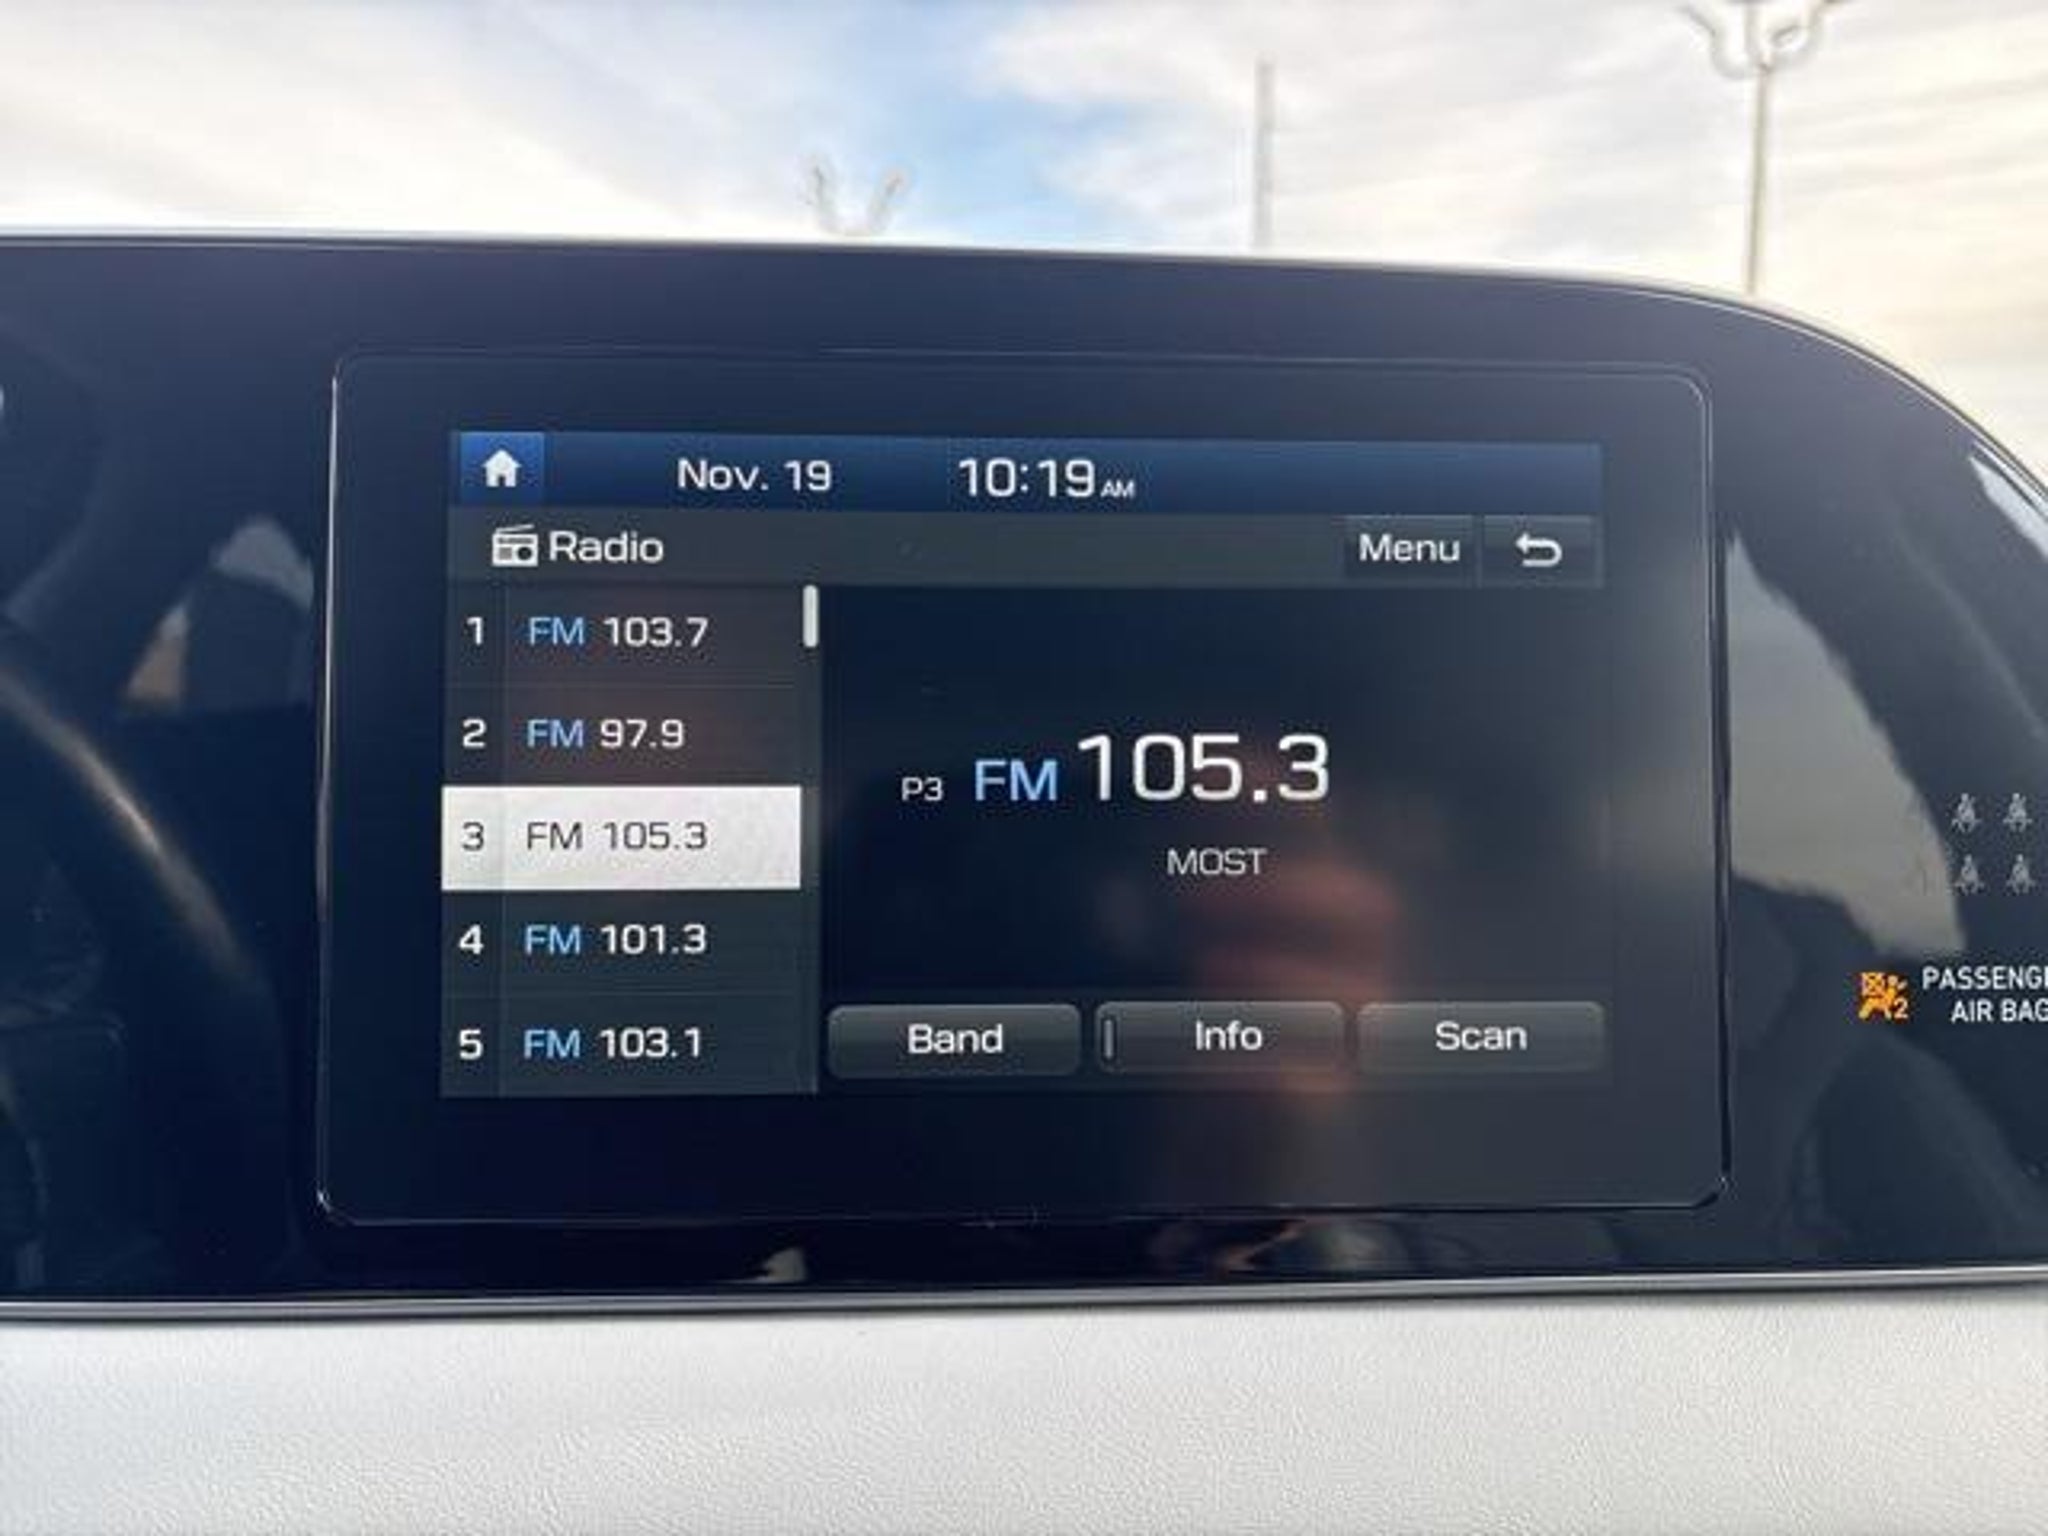 Nov. 19 10:19 AM
Radio Menu
1 FM 103.7
2 FM 97.9
3 FM 105.3
4 FM 101.3
5 FM 103.1
P3 FM 105.3
MOST
Band Info Scan
2
AIR BAG